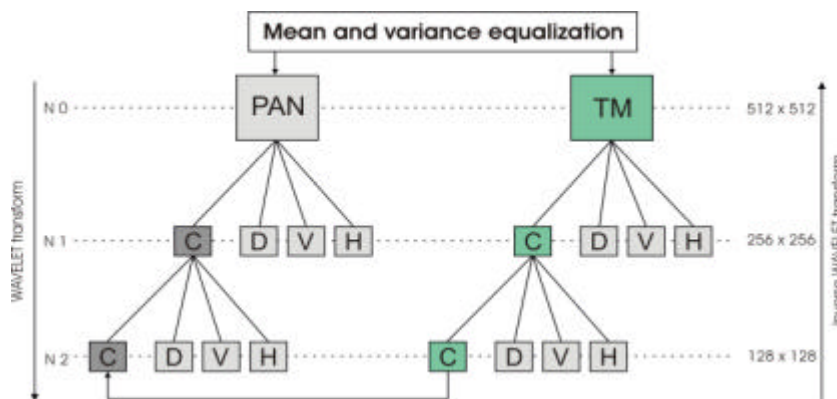 Mean and variance equalization
N 0 PAN TM 512 x 512
N 1 C D V H C D V H 256 x 256
N 2 C D V H C D V H 128 x 128
WAVELET transform
Inverse WAVELET transform